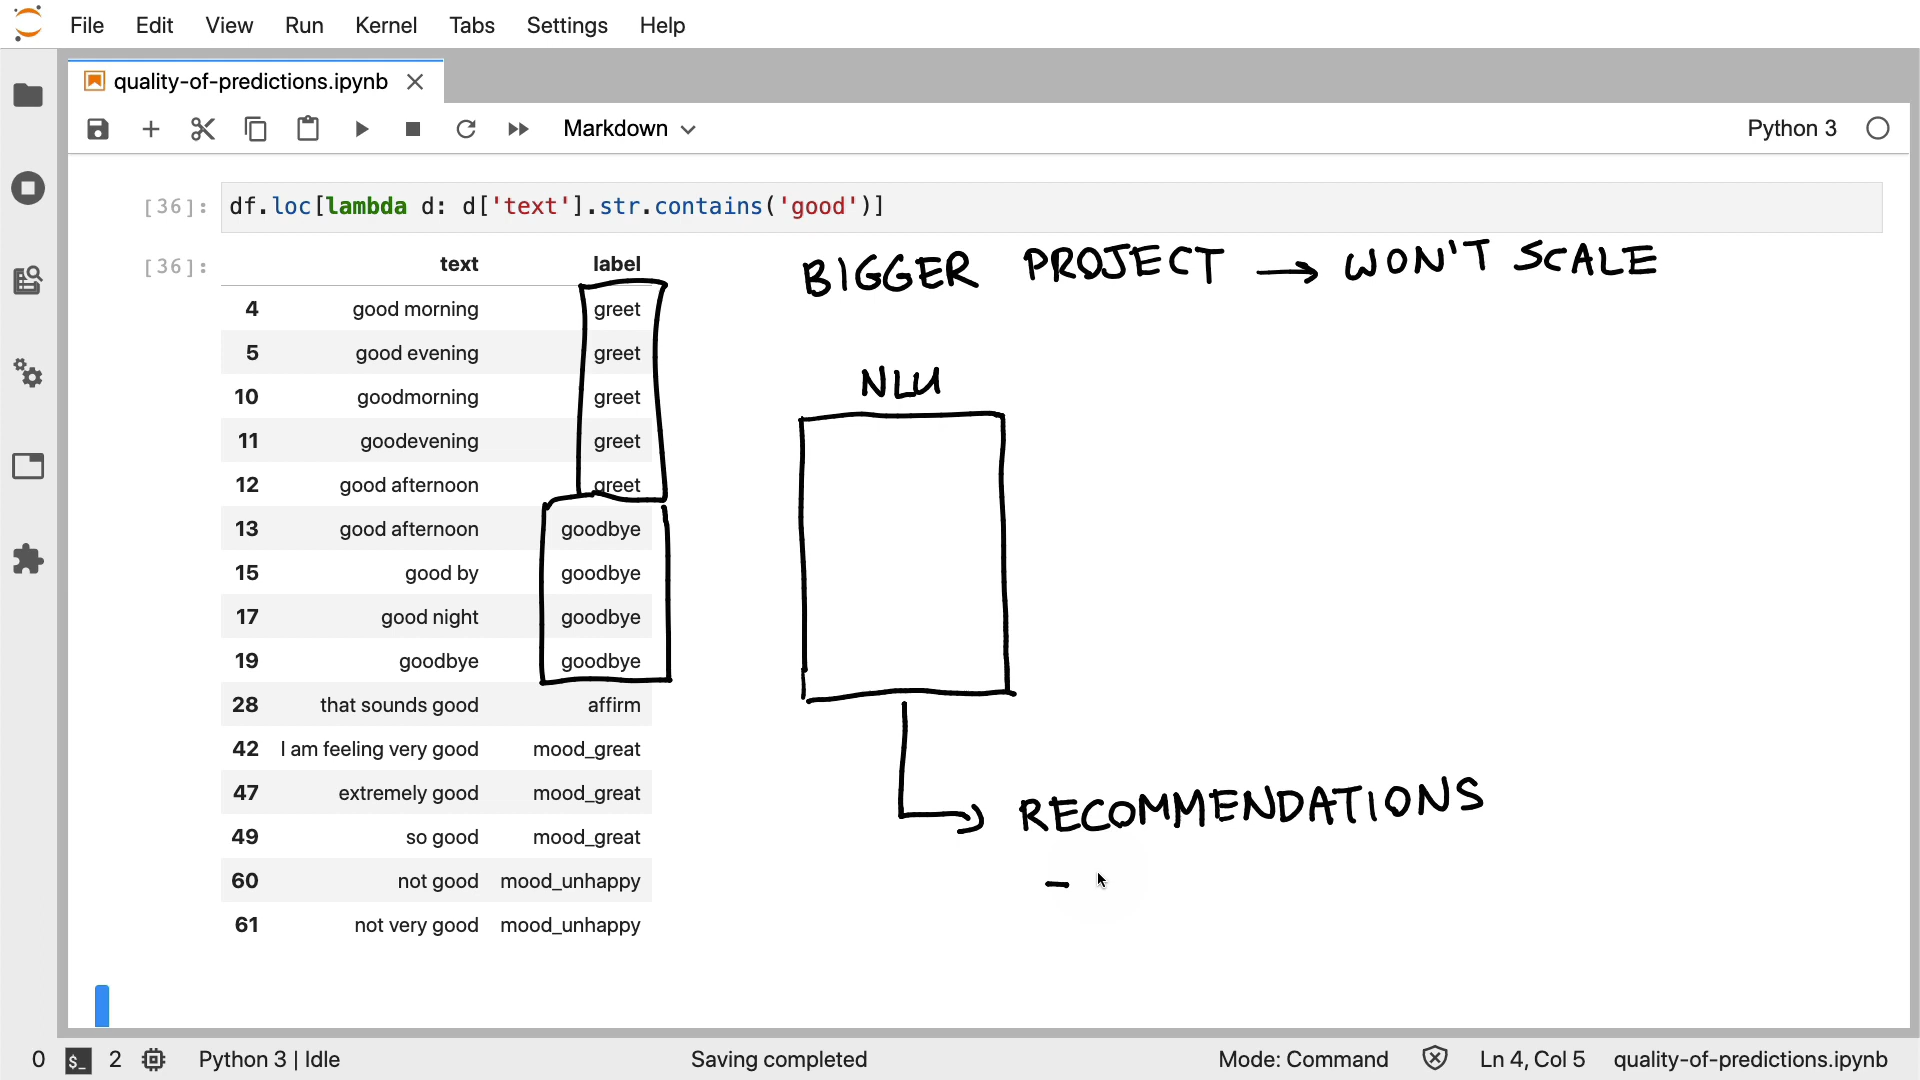 File Edit View Run Kernel Tabs Settings Help
quality-of-predictions.ipynb
Markdown Python 3
[36]: df.loc[lambda d: d['text'].str.contains('good')]
[36]: text label
BIGGER PROJECT → WON'T SCALE
4 good morning greet
5 good evening greet
10 goodmorning greet
11 goodevening greet
12 good afternoon greet
13 good afternoon goodbye
15 good by goodbye
17 good night goodbye
19 goodbye goodbye
28 that sounds good affirm
42 I am feeling very good mood_great
47 extremely good mood_great
49 so good mood_great
60 not good mood_unhappy
61 not very good mood_unhappy
NLU
RECOMMENDATIONS
-
0 $_ 2 Python 3 | Idle Saving completed Mode: Command Ln 4, Col 5 quality-of-predictions.ipynb